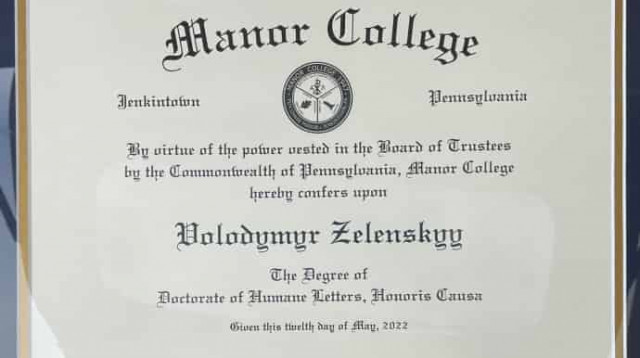 Manor College
Jenkintown
Pennsylvania
By virtue of the power vested in the Board of Trustees
by the Commonwealth of Pennsylvania, Manor College
hereby confers upon
Volodymyr Zelenskyy
The Degree of
Doctorate of Humane Letters, Honoris Causa
Given this twelth day of May, 2022